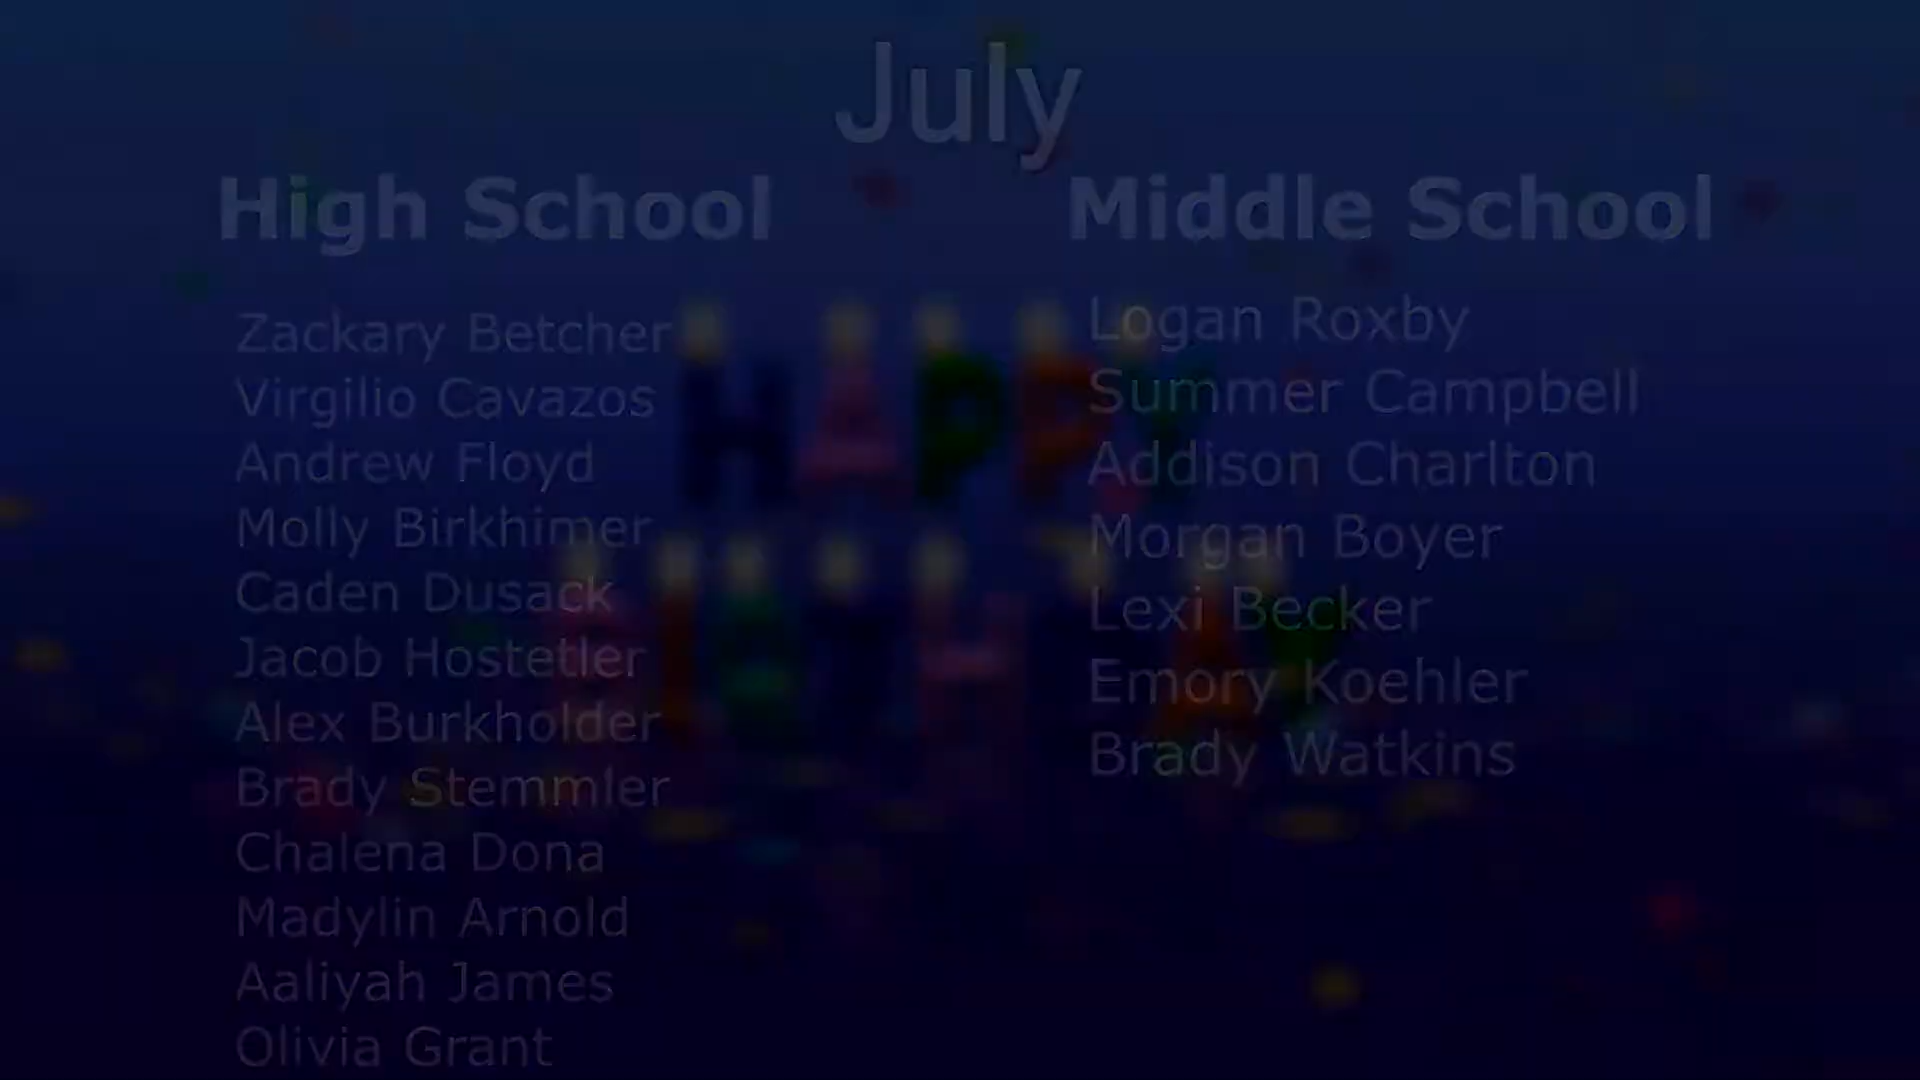 July
High School
Zackary Betcher
Virgilio Cavazos
Andrew Floyd
Molly Birkhimer
Caden Dusack
Jacob Hostetler
Alex Burkholder
Brady Stemmler
Chalena Dona
Madylin Arnold
Aaliyah James
Olivia Grant
Middle School
Logan Roxby
Summer Campbell
Addison Charlton
Morgan Boyer
Lexi Becker
Emory Koehler
Brady Watkins
HAPPY
BIRTHDAY